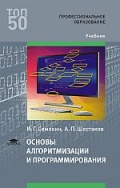 ТОП
50
ПРОФЕССИОНАЛЬНОЕ
ОБРАЗОВАНИЕ
Учебник
И. Г. Семакин, А. П. Шестаков
ОСНОВЫ
АЛГОРИТМИЗАЦИИ
И ПРОГРАММИРОВАНИЯ